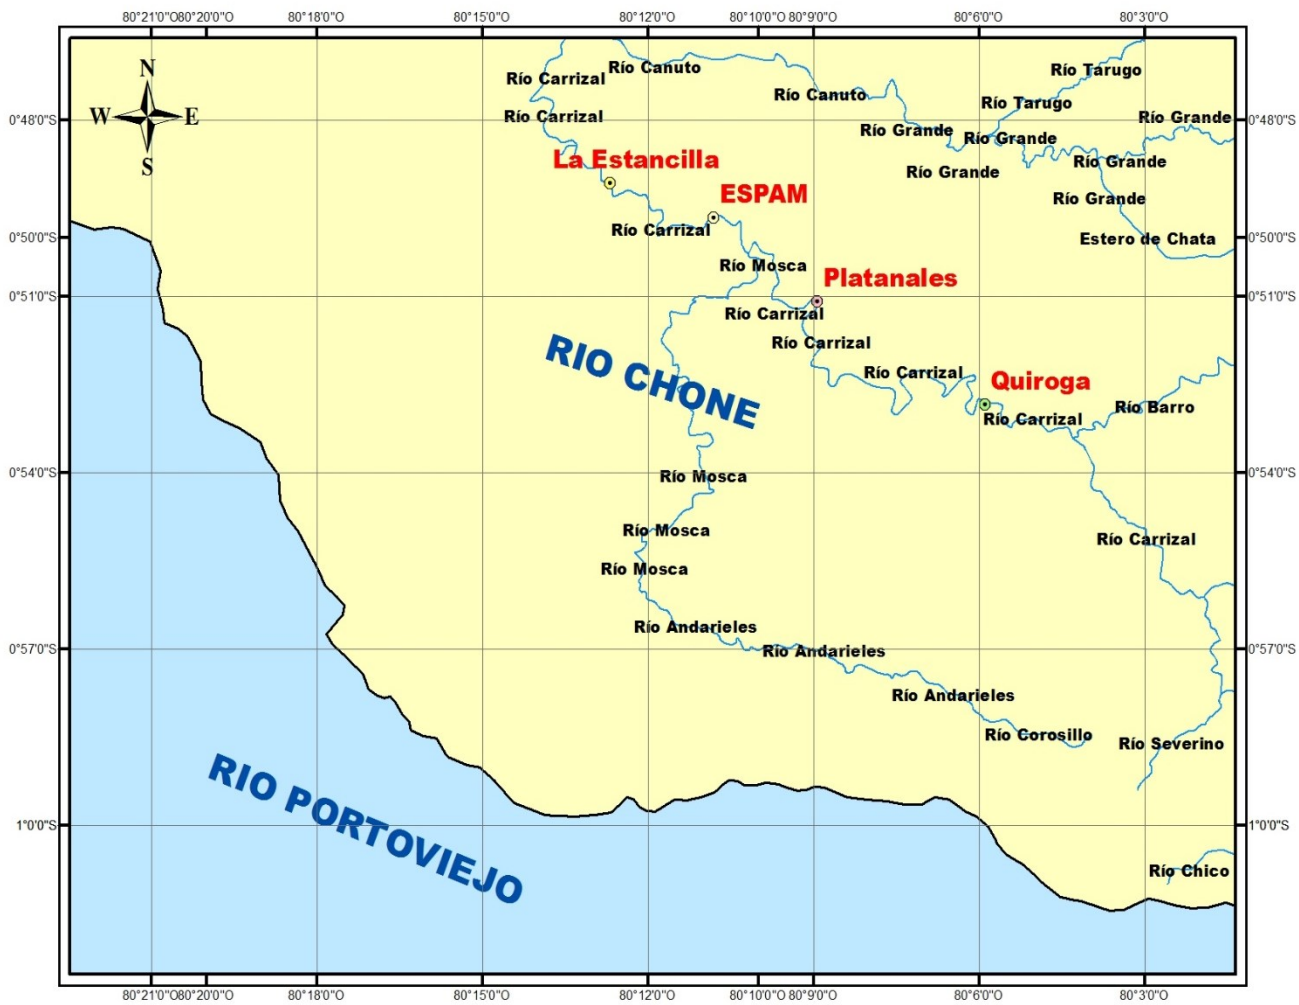 80°21'0"O
80°20'0"O
80°18'0"O
80°15'0"O
80°12'0"O
80°10'0"O
80°9'0"O
80°6'0"O
80°3'0"O
N
W
E
S
Río Carrizal
Río Canuto
Río Tarugo
Río Canuto
Río Tarugo
0°48'0"S
Río Carrizal
Río Grande
0°48'0"S
Río Grande
Río Grande
La Estancilla
Río Grande
Río Grande
ESPAM
Río Grande
0°50'0"S
Río Carrizal
Estero de Chata
0°50'0"S
Río Mosca
Platanales
0°51'0"S
0°51'0"S
Río Carrizal
Río Carrizal
RIO CHONE
Río Carrizal
Quiroga
Río Barro
Río Carrizal
0°54'0"S
Río Mosca
0°54'0"S
Río Mosca
Río Carrizal
Río Mosca
Río Andarieles
0°57'0"S
Río Andarieles
0°57'0"S
Río Andarieles
Río Corosillo
Río Severino
RIO PORTOVIEJO
1°0'0"S
1°0'0"S
Río Chico
80°21'0"O
80°20'0"O
80°18'0"O
80°15'0"O
80°12'0"O
80°10'0"O
80°9'0"O
80°6'0"O
80°3'0"O